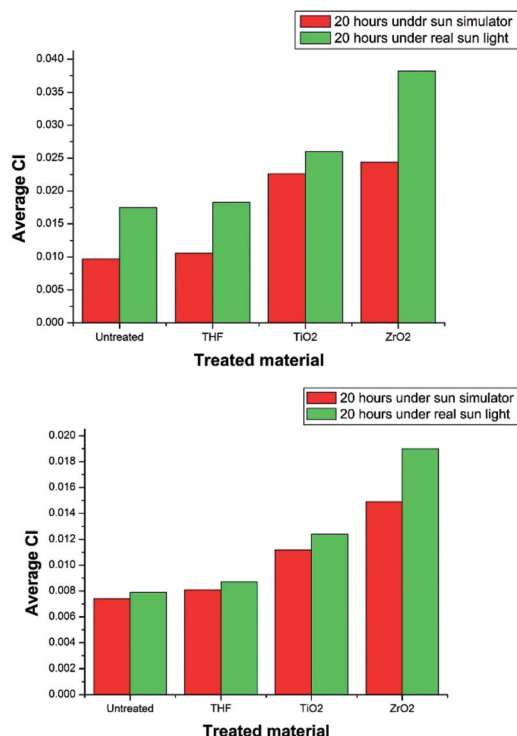 20 hours unddr sun simulator
20 hours under real sun light
0.040
0.035
0.030
0.025
0.020
0.015
0.010
0.005
0.000
Average CI
Untreated THF TiO2 ZrO2
Treated material
20 hours under sun simulator
20 hours under real sun light
0.020
0.018
0.016
0.014
0.012
0.010
0.008
0.006
0.004
0.002
0.000
Average CI
Untreated THF TiO2 ZrO2
Treated material